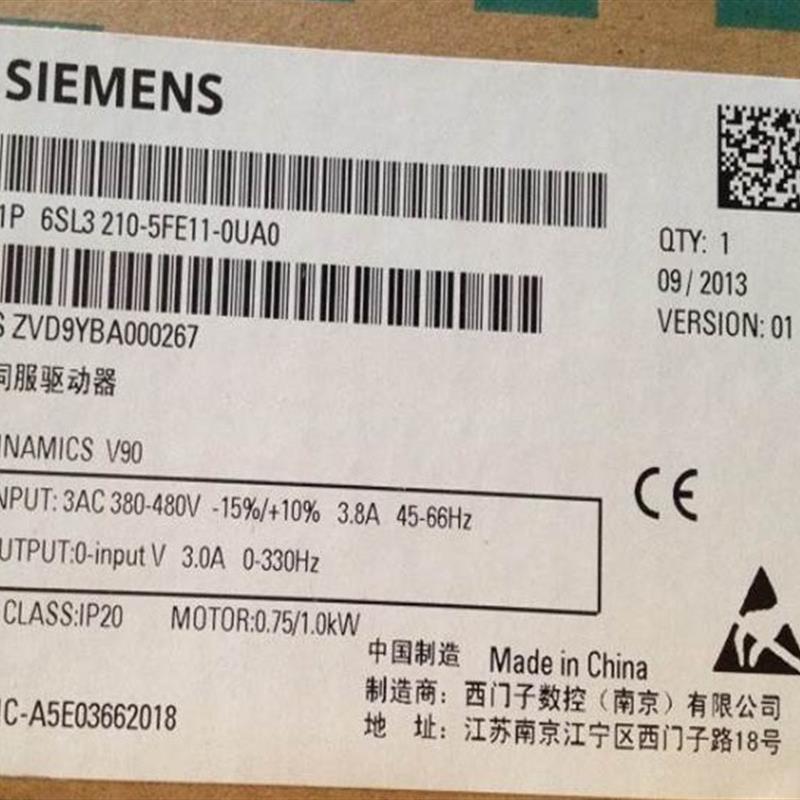 SIEMENS
1P 6SL3 210-5FE11-0UA0
QTY: 1
09/2013
VERSION: 01
S ZVD9YBA000267
伺服驱动器
INAMICS V90
NPUT: 3AC 380-480V -15%/+10% 3.8A 45-66Hz
UTPUT:0-input V 3.0A 0-330Hz
CE
CLASS:IP20 MOTOR:0.75/1.0kW
中国制造 Made in China
制造商: 西门子数控（南京）有限公司
IC-A5E03662018
地 址: 江苏南京江宁区西门子路18号